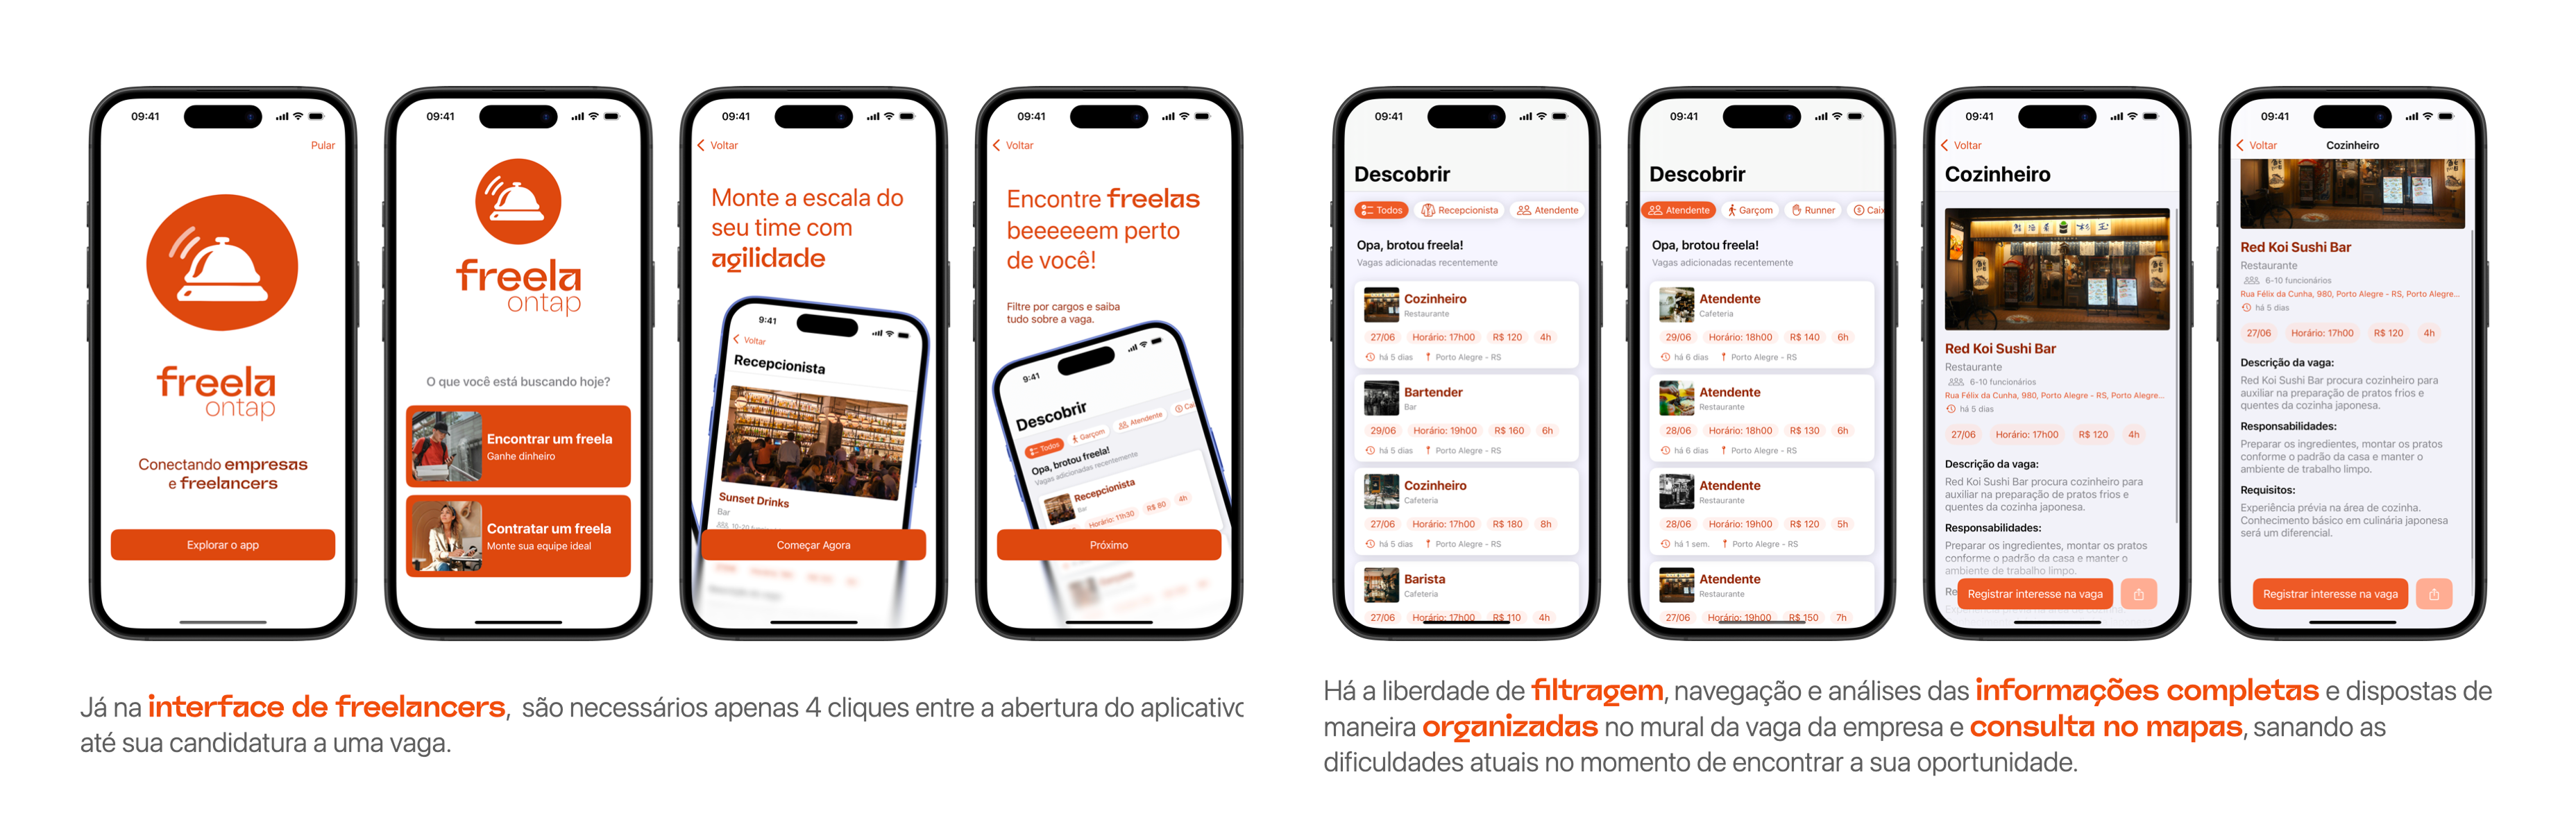 09:41
Pular
freela
ontap
Conectando empresas
e freelancers
Explorar o app
09:41
freela
ontap
O que você está buscando hoje?
Encontrar um freela
Ganhe dinheiro
Contratar um freela
Monte sua equipe ideal
09:41
Voltar
Monte a escala do
seu time com
agilidade
9:41
Voltar
Recepcionista
Sunset Drinks
Bar
Começar Agora
09:41
Voltar
Encontre freelas
beeeeeem perto
de você!
Filtre por cargos e saiba
tudo sobre a vaga.
9:41
Descobrir
Todos Garçom Atendente
Opa, brotou freela!
Vagas adicionadas recentemente
Recepcionista
Bar
Horário: 11h30 R$ 80 4h
Próximo
Já na interface de freelancers, são necessários apenas 4 cliques entre a abertura do aplicativo
até sua candidatura a uma vaga.
09:41
Descobrir
Todos Recepcionista Atendente
Opa, brotou freela!
Vagas adicionadas recentemente
Cozinheiro
Restaurante
27/06 Horário: 17h00 R$ 120 4h
há 5 dias Porto Alegre - RS
Bartender
Bar
29/06 Horário: 19h00 R$ 160 6h
há 5 dias Porto Alegre - RS
Cozinheiro
Cafeteria
27/06 Horário: 17h00 R$ 180 8h
há 5 dias Porto Alegre - RS
Barista
Cafeteria
27/06 Horário: 17h00 R$ 110 4h
09:41
Descobrir
Atendente Garçom Runner Caix
Opa, brotou freela!
Vagas adicionadas recentemente
Atendente
Cafeteria
29/06 Horário: 18h00 R$ 140 6h
há 6 dias Porto Alegre - RS
Atendente
Restaurante
28/06 Horário: 18h00 R$ 130 6h
há 6 dias Porto Alegre - RS
Atendente
Restaurante
28/06 Horário: 19h00 R$ 120 5h
há 1 sem. Porto Alegre - RS
Atendente
Restaurante
27/06 Horário: 19h00 R$ 150 7h
09:41
Voltar
Cozinheiro
Red Koi Sushi Bar
Restaurante
6-10 funcionários
Rua Félix da Cunha, 980, Porto Alegre - RS, Porto Alegre...
há 5 dias
27/06 Horário: 17h00 R$ 120 4h
Descrição da vaga:
Red Koi Sushi Bar procura cozinheiro para
auxiliar na preparação de pratos frios e
quentes da cozinha japonesa.
Responsabilidades:
Preparar os ingredientes, montar os pratos
conforme o padrão da casa e manter o
ambiente de trabalho limpo.
Re
Registrar interesse na vaga
09:41
Voltar Cozinheiro
Red Koi Sushi Bar
Restaurante
6-10 funcionários
Rua Félix da Cunha, 980, Porto Alegre - RS, Porto Alegre...
há 5 dias
27/06 Horário: 17h00 R$ 120 4h
Descrição da vaga:
Red Koi Sushi Bar procura cozinheiro para
auxiliar na preparação de pratos frios e
quentes da cozinha japonesa.
Responsabilidades:
Preparar os ingredientes, montar os pratos
conforme o padrão da casa e manter o
ambiente de trabalho limpo.
Requisitos:
Experiência prévia na área de cozinha.
Conhecimento básico em culinária japonesa
será um diferencial.
Registrar interesse na vaga
Há a liberdade de filtragem, navegação e análises das informações completas e dispostas de
maneira organizadas no mural da vaga da empresa e consulta no mapas, sanando as
dificuldades atuais no momento de encontrar a sua oportunidade.